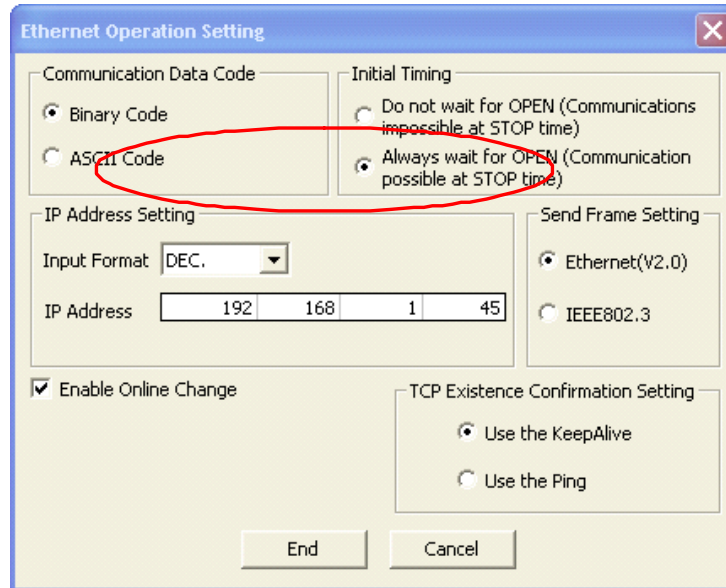 Ethernet Operation Setting
Communication Data Code
Binary Code
ASCII Code
Initial Timing
Do not wait for OPEN (Communications
impossible at STOP time)
Always wait for OPEN (Communication
possible at STOP time)
IP Address Setting
Input Format DEC.
IP Address 192 168 1 45
Send Frame Setting
Ethernet(V2.0)
IEEE802.3
Enable Online Change
TCP Existence Confirmation Setting
Use the KeepAlive
Use the Ping
End Cancel